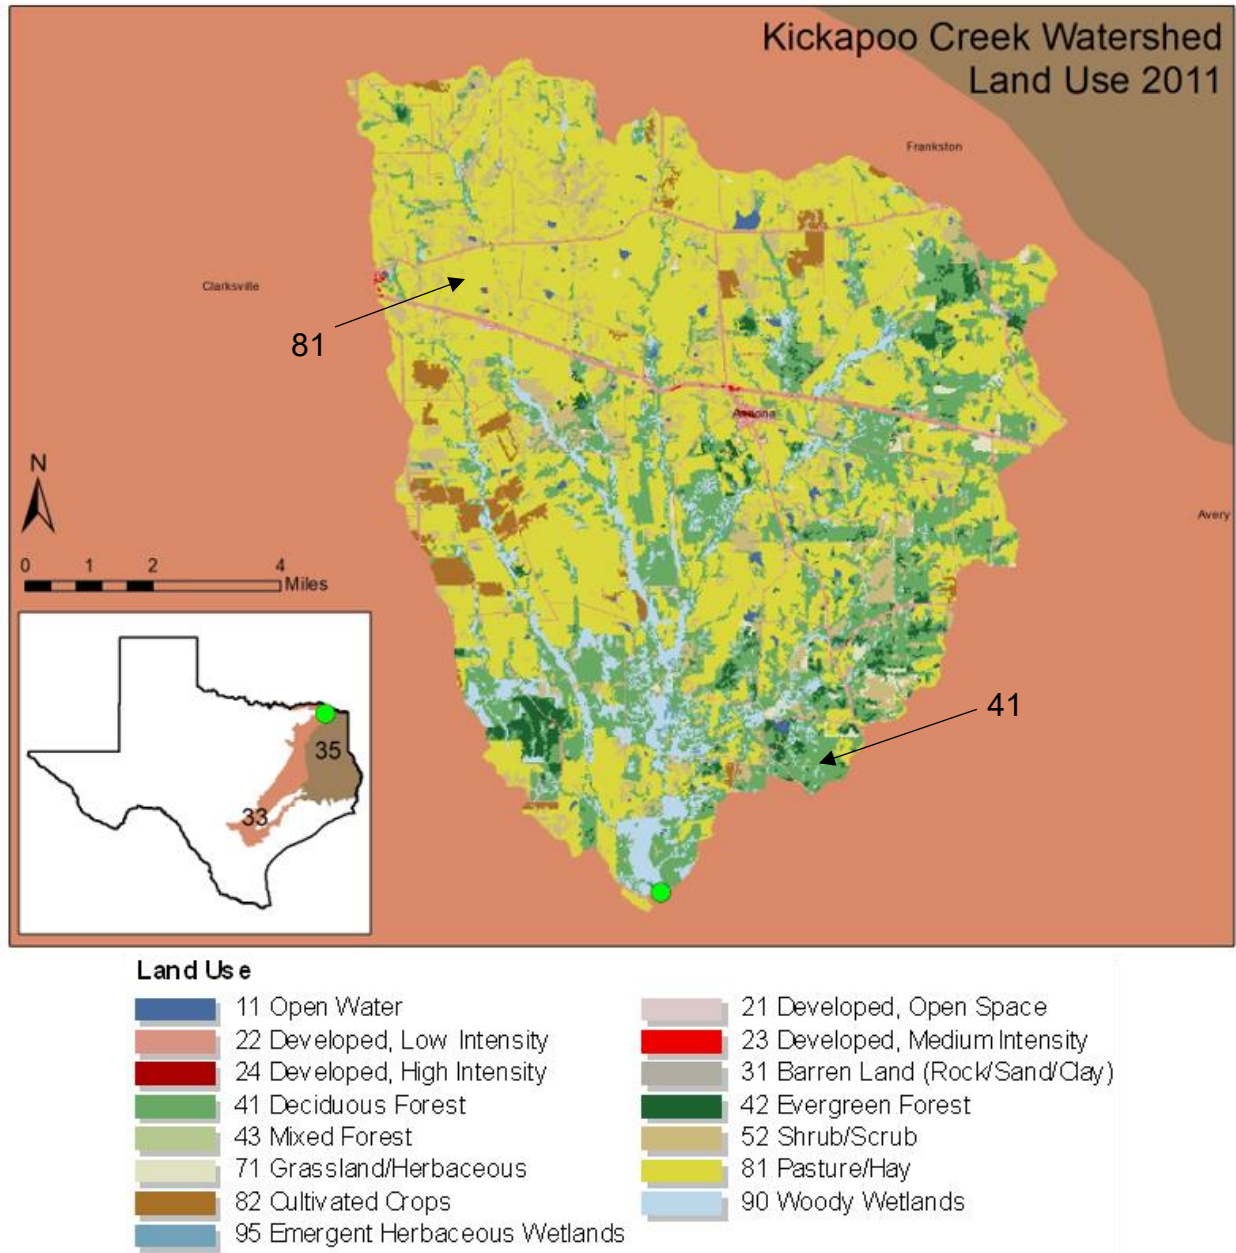 Kickapoo Creek Watershed
Land Use 2011
Frankston
Clarksville
81
Annona
N
Avery
0 1 2 4
Miles
41
35
33
Land Use
11 Open Water
21 Developed, Open Space
22 Developed, Low Intensity
23 Developed, Medium Intensity
24 Developed, High Intensity
31 Barren Land (Rock/Sand/Clay)
41 Deciduous Forest
42 Evergreen Forest
43 Mixed Forest
52 Shrub/Scrub
71 Grassland/Herbaceous
81 Pasture/Hay
82 Cultivated Crops
90 Woody Wetlands
95 Emergent Herbaceous Wetlands